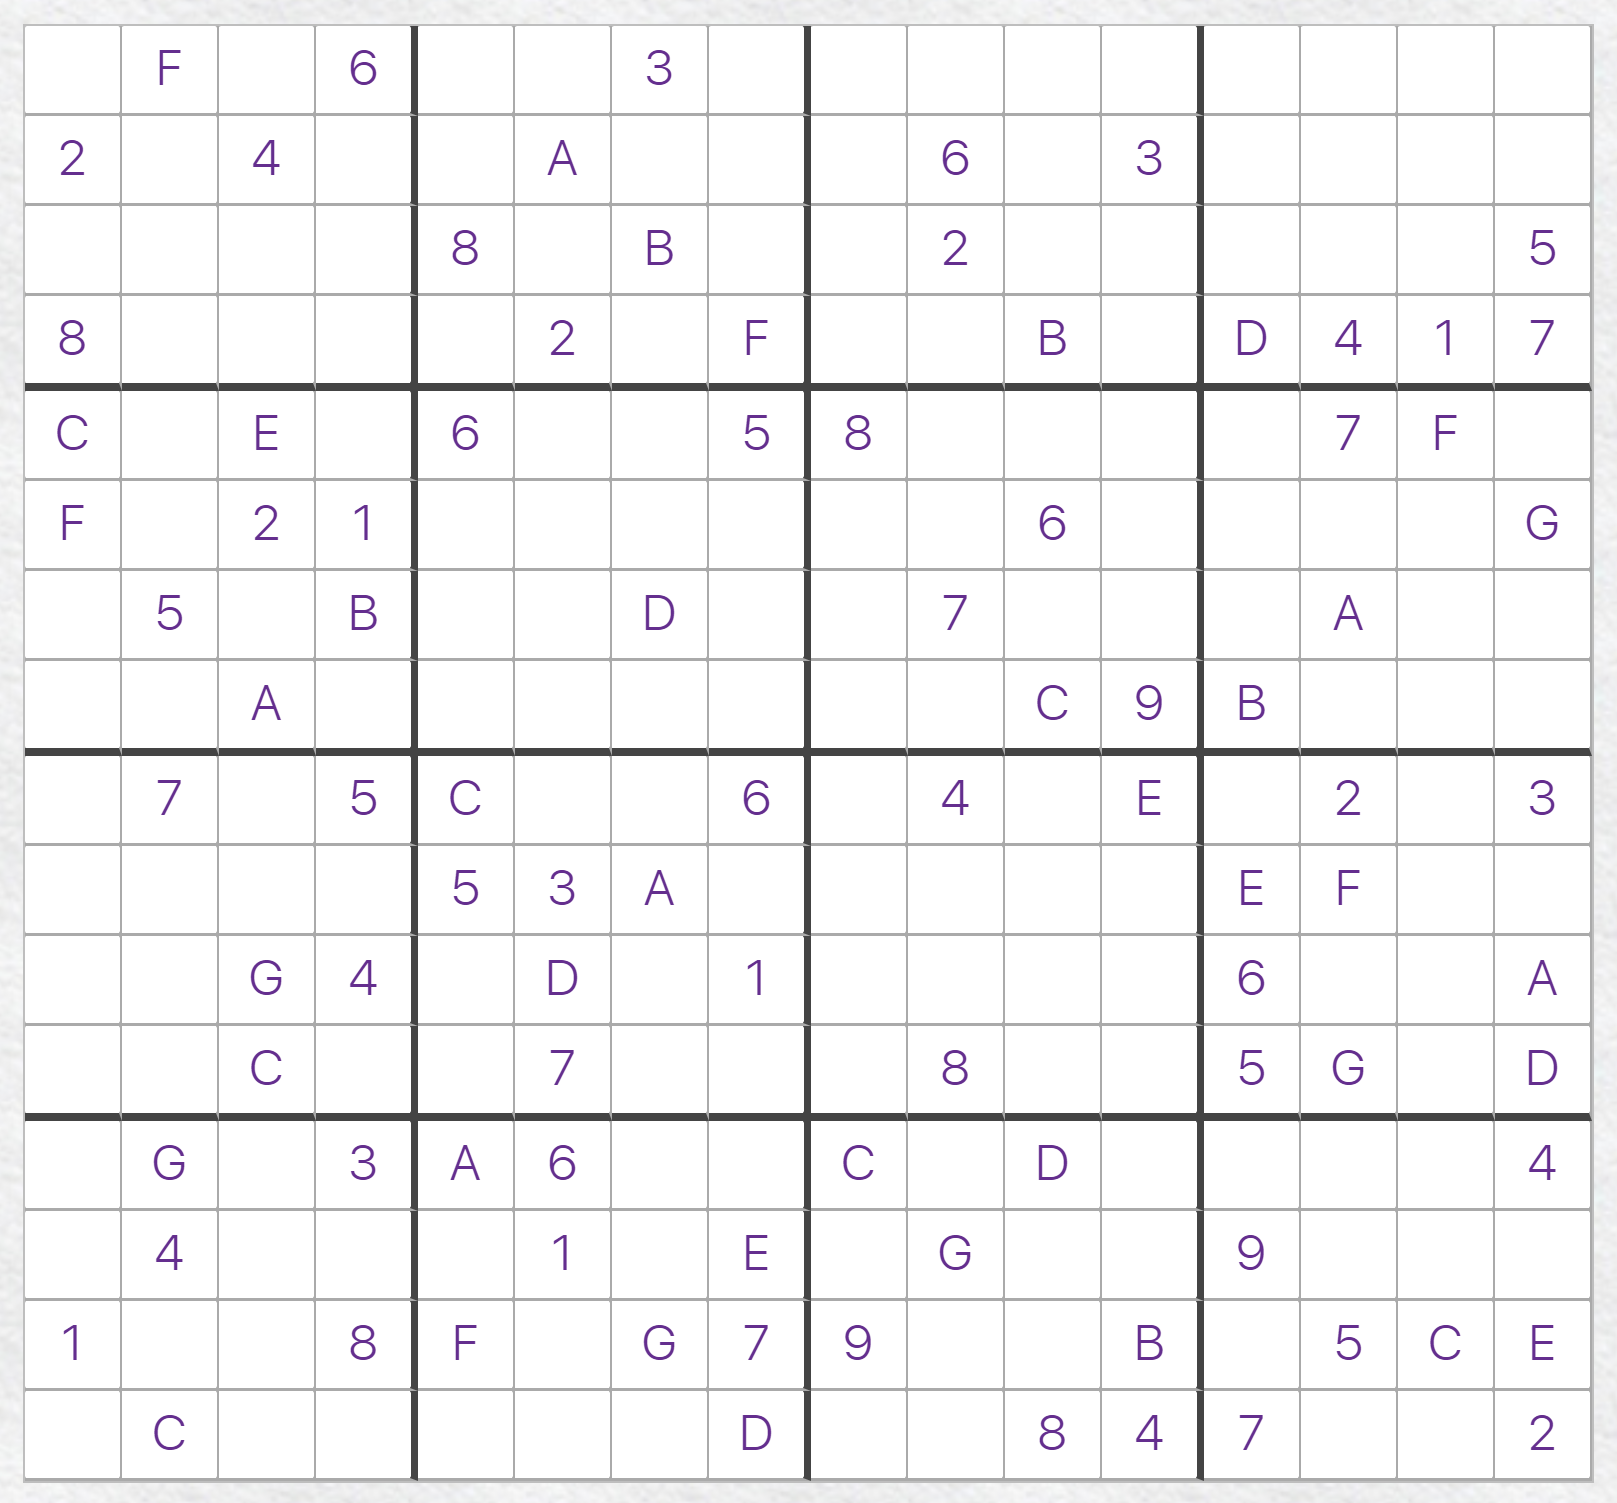 F 6 3
2 4 A 6 3
8 B 2 5
8 2 F B D 4 1 7
C E 6 5 8 7 F
F 2 1 6 G
5 B D 7 A
A C 9 B
7 5 C 6 4 E 2 3
5 3 A E F
G 4 D 1 6 A
C 7 8 5 G D
G 3 A 6 C D 4
4 1 E G 9
1 8 F G 7 9 B 5 C E
C D 8 4 7 2